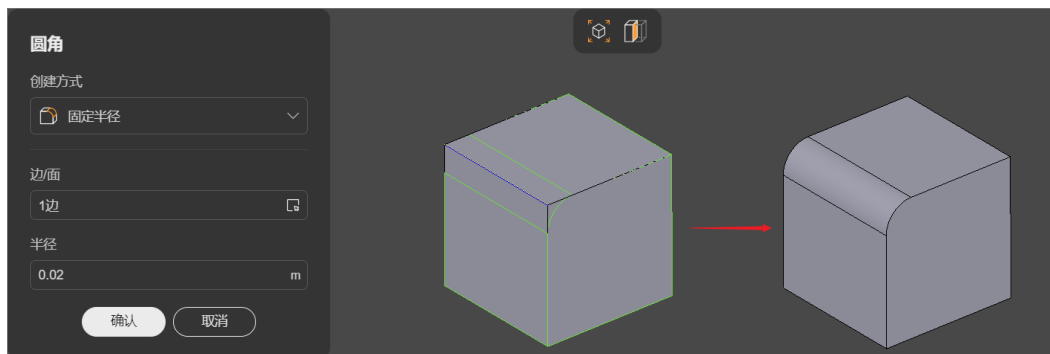 圆角
创建方式
固定半径
边/面
1边
半径
0.02 m
确认 取消